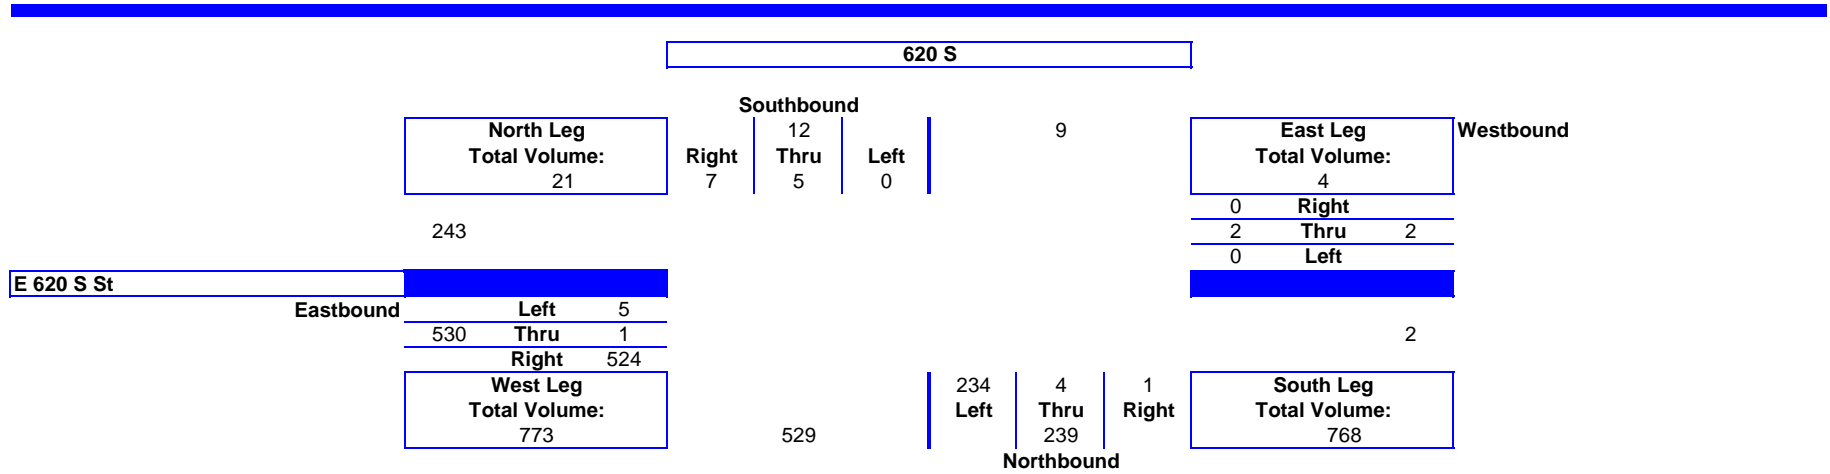 620 S
Southbound
North Leg 12 9 East Leg Westbound
Total Volume: Right Thru Left Total Volume:
21 7 5 0 4
0 Right
243 2 Thru 2
0 Left
E 620 S St
Eastbound Left 5
530 Thru 1 2
Right 524
West Leg 234 4 1 South Leg
Total Volume: Left Thru Right Total Volume:
773 529 239 768
Northbound